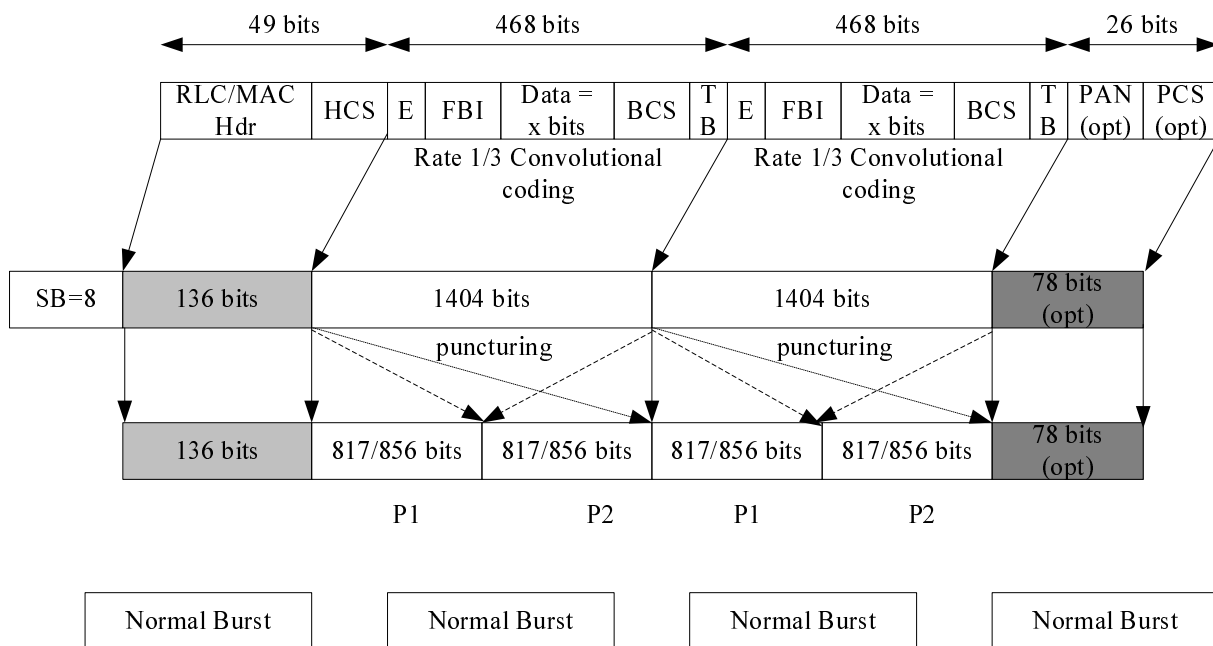 49 bits
468 bits
468 bits
26 bits
RLC/MAC
Hdr
HCS
E
FBI
Data =
x bits
BCS
T
B
E
FBI
Data =
x bits
BCS
T
B
PAN
(opt)
PCS
(opt)
Rate 1/3 Convolutional
coding
Rate 1/3 Convolutional
coding
SB=8
136 bits
1404 bits
1404 bits
78 bits
(opt)
puncturing
puncturing
136 bits
817/856 bits
817/856 bits
817/856 bits
817/856 bits
78 bits
(opt)
P1
P2
P1
P2
Normal Burst
Normal Burst
Normal Burst
Normal Burst